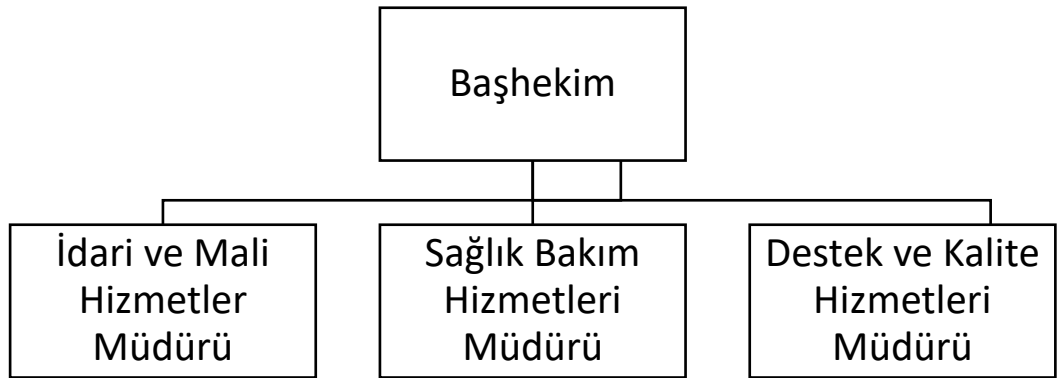 Başhekim
İdari ve Mali
Hizmetler
Müdürü
Sağlık Bakım
Hizmetleri
Müdürü
Destek ve Kalite
Hizmetleri
Müdürü